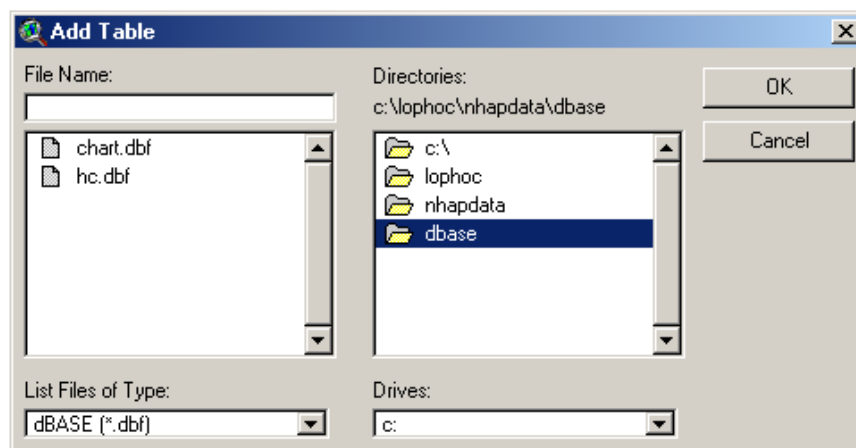 Add Table
File Name:
chart.dbf
hc.dbf
List Files of Type:
dBASE (*.dbf)
Directories:
c:\lophoc\nhapdata\dbase
c:\
lophoc
nhapdata
dbase
Drives:
c:
OK
Cancel